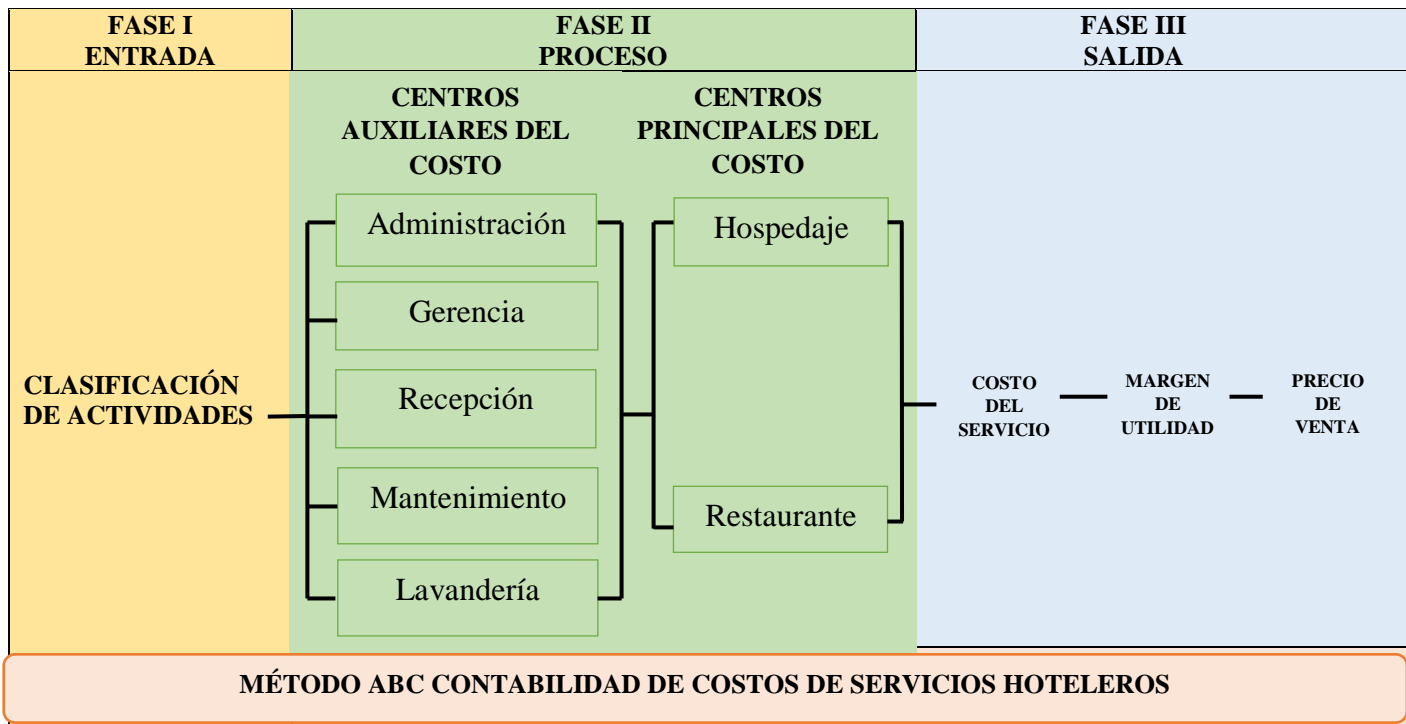 FASE I
ENTRADA
FASE II
PROCESO
FASE III
SALIDA
CENTROS
AUXILIARES DEL
COSTO
CENTROS
PRINCIPALES DEL
COSTO
CLASIFICACIÓN
DE ACTIVIDADES
Administración
Gerencia
Recepción
Mantenimiento
Lavandería
Hospedaje
Restaurante
COSTO
DEL
SERVICIO
MARGEN
DE
UTILIDAD
PRECIO
DE
VENTA
MÉTODO ABC CONTABILIDAD DE COSTOS DE SERVICIOS HOTELEROS